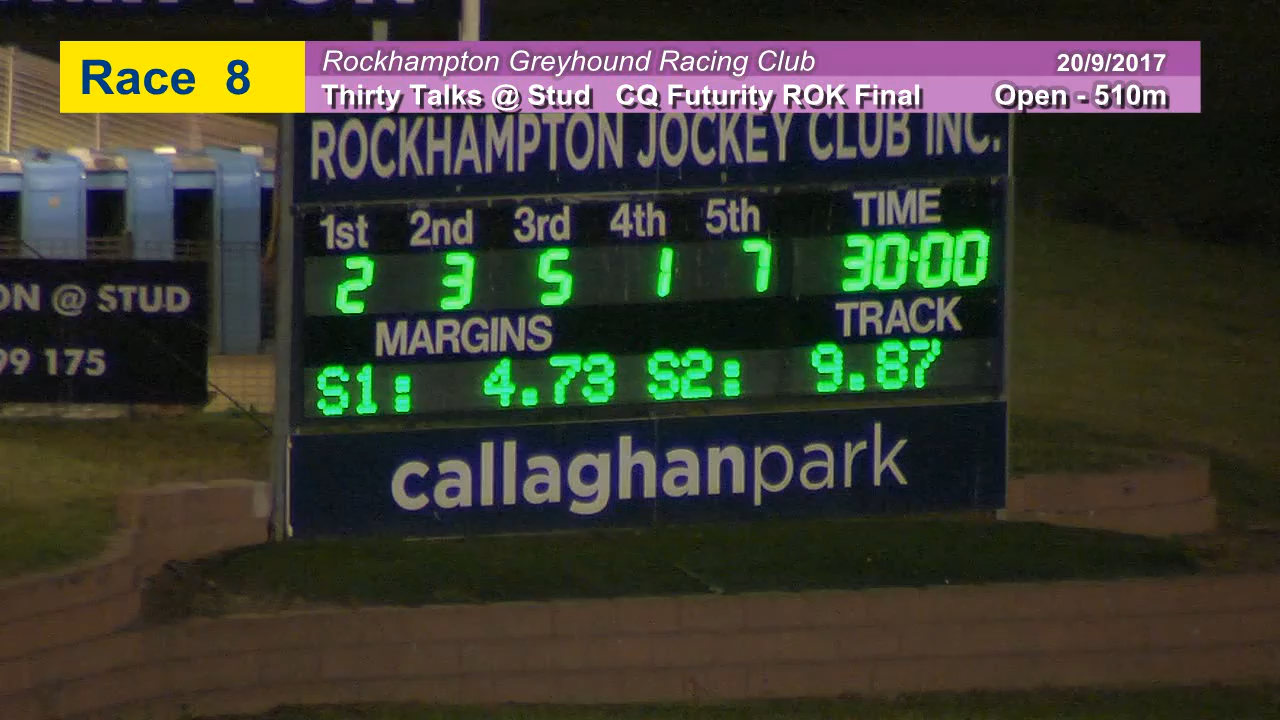 Race 8
Rockhampton Greyhound Racing Club 20/9/2017
Thirty Talks @ Stud CQ Futurity ROK Final Open - 510m
ROCKHAMPTON JOCKEY CLUB INC.
1st 2nd 3rd 4th 5th TIME
2 3 5 1 7 30:00
MARGINS TRACK
S1: 4.73 S2: 9.87
callaghanpark
ON @ STUD
99 175